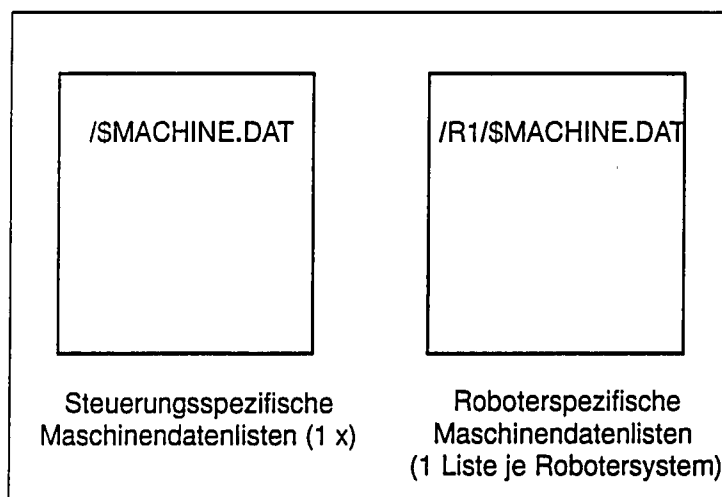 /$MACHINE.DAT
/R1/$MACHINE.DAT
Steuerungsspezifische
Maschinendatenlisten (1 x)
Roboterspezifische
Maschinendatenlisten
(1 Liste je Robotersystem)